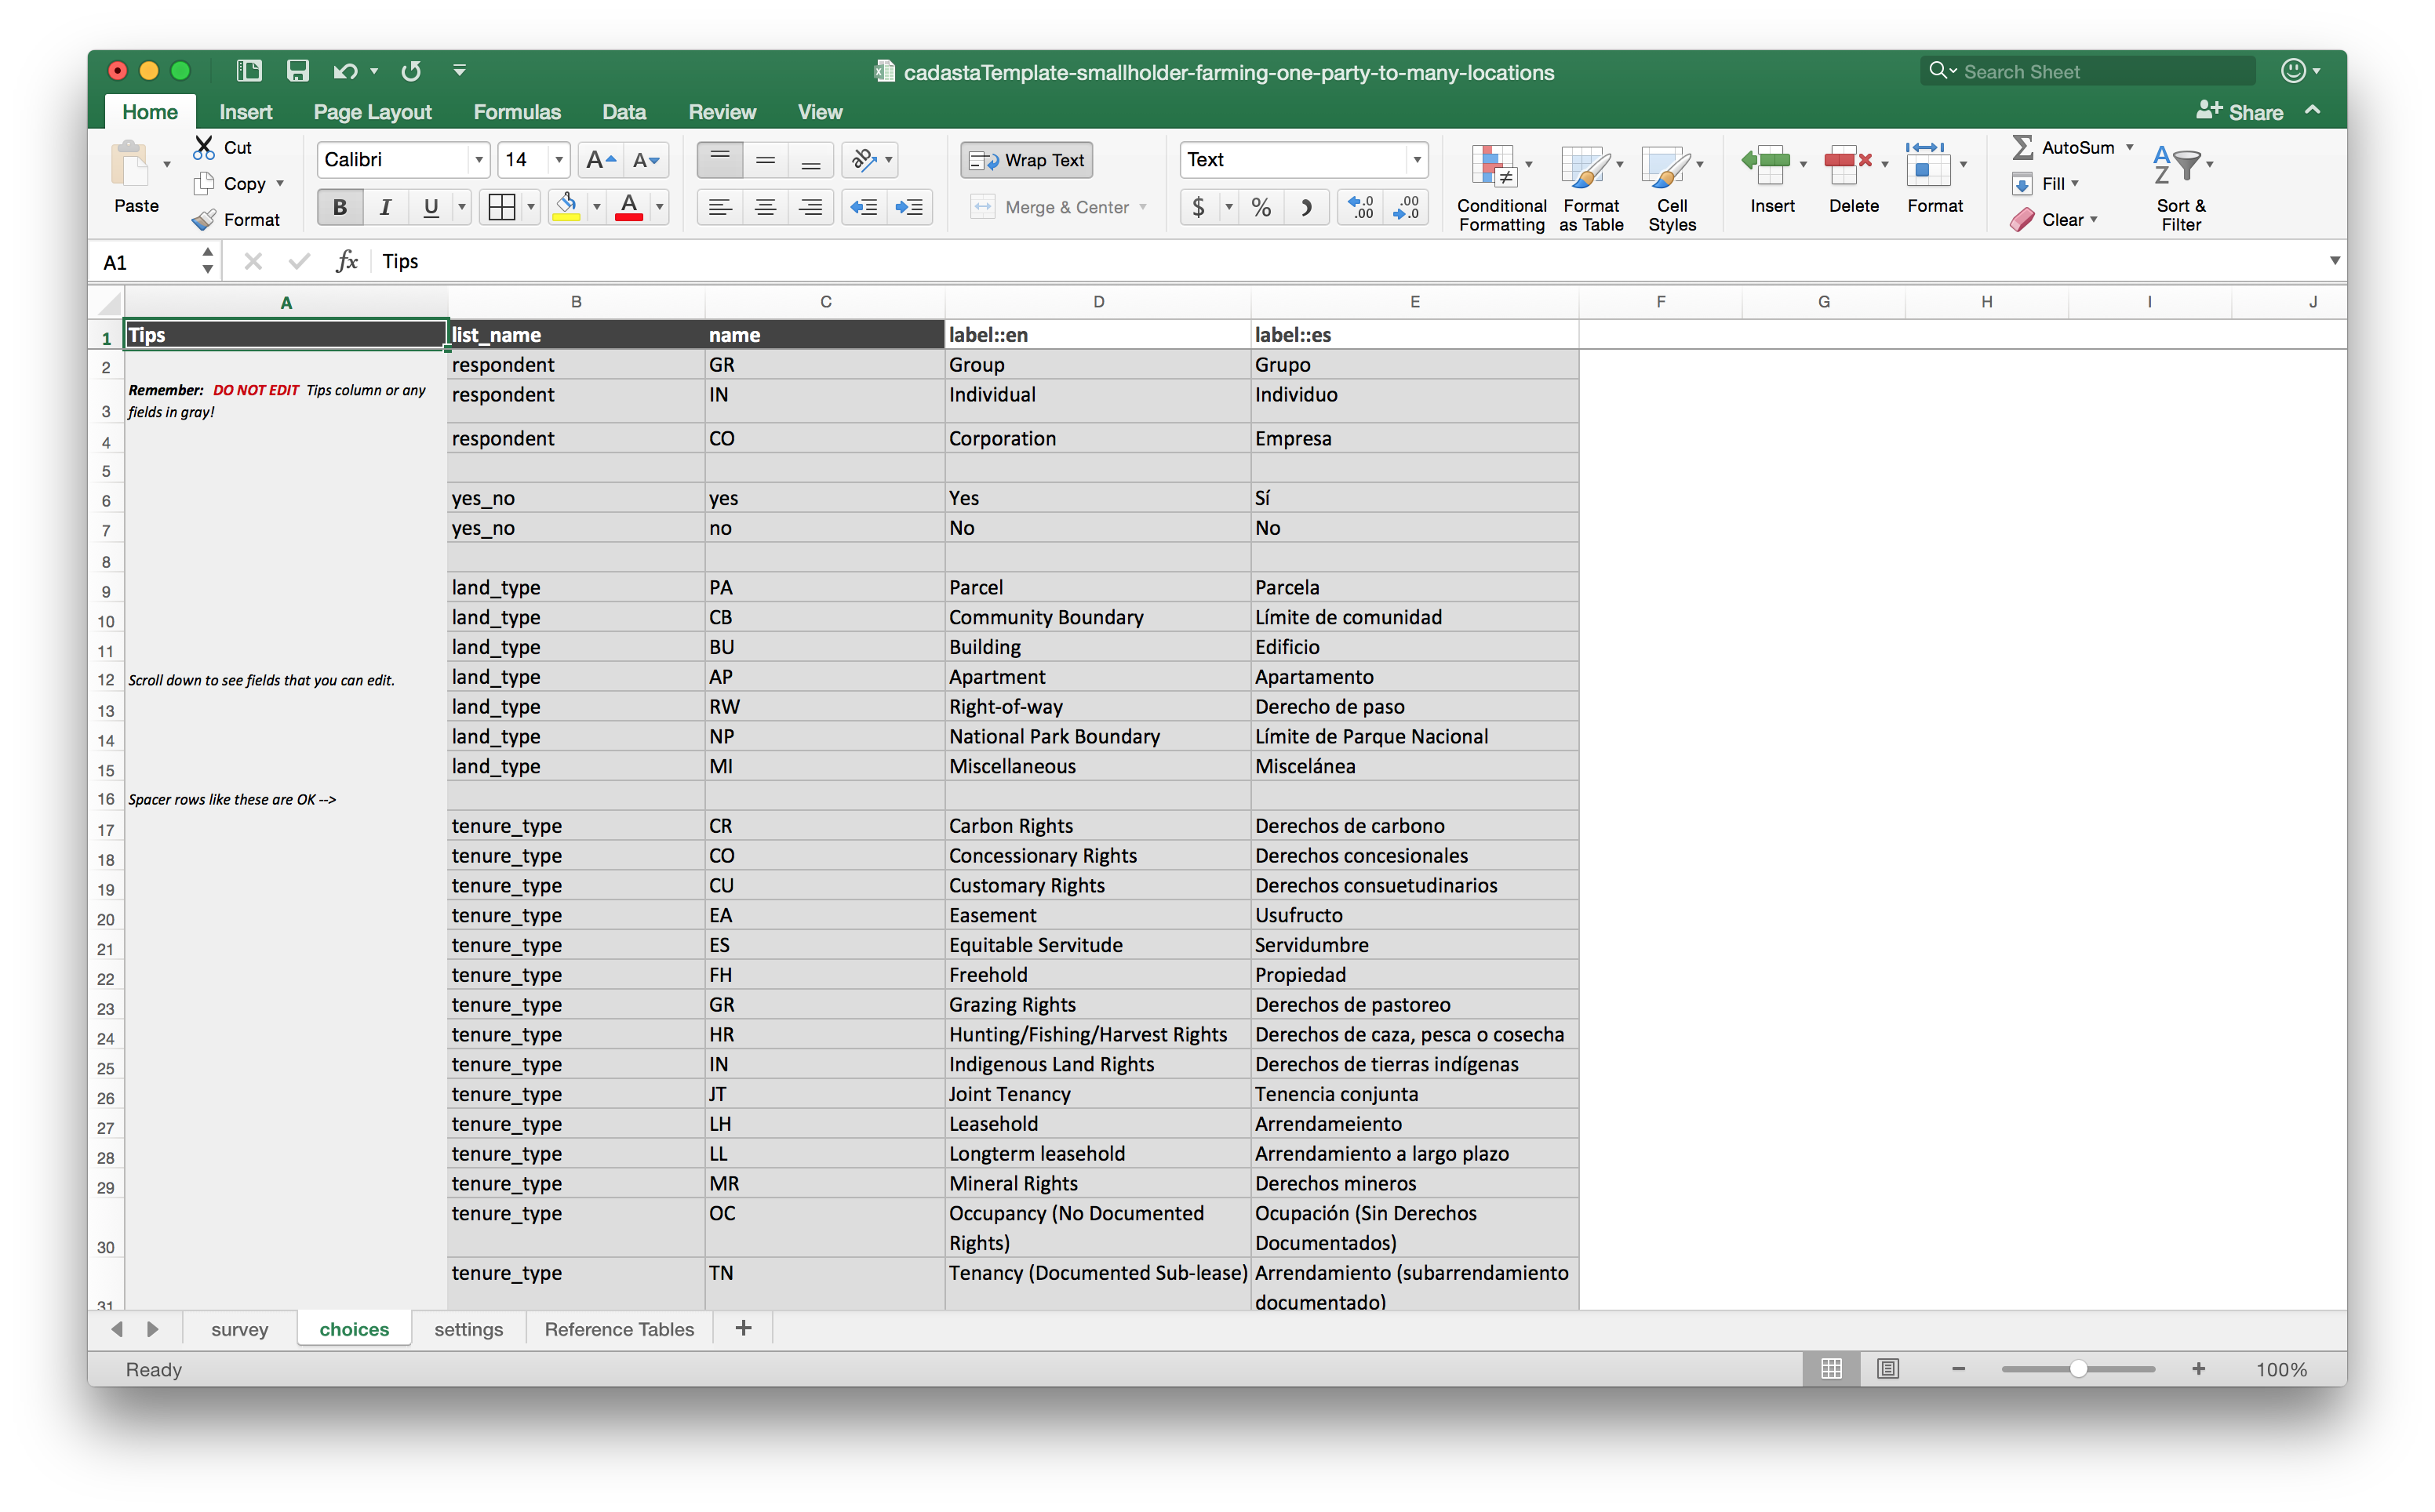 cadastaTemplate-smallholder-farming-one-party-to-many-locations
Search Sheet
Home Insert Page Layout Formulas Data Review View
Share
Paste
Cut
Copy
Format
Calibri 14
A A
B I U A
ab
Wrap Text
Merge & Center
Text
$ % .0 .00 .00 .0
Conditional Formatting
Format as Table
Cell Styles
Insert
Delete
Format
AutoSum
Fill
Clear
A Z
Sort & Filter
A1 fx Tips
A B C D E F G H I J
1 Tips list_name name label::en label::es
2 respondent GR Group Grupo
3 Remember: DO NOT EDIT Tips column or any fields in gray! respondent IN Individual Individuo
4 respondent CO Corporation Empresa
5
6 yes_no yes Yes Sí
7 yes_no no No No
8
9 land_type PA Parcel Parcela
10 land_type CB Community Boundary Límite de comunidad
11 land_type BU Building Edificio
12 Scroll down to see fields that you can edit. land_type AP Apartment Apartamento
13 land_type RW Right-of-way Derecho de paso
14 land_type NP National Park Boundary Límite de Parque Nacional
15 land_type MI Miscellaneous Miscelánea
16 Spacer rows like these are OK -->
17 tenure_type CR Carbon Rights Derechos de carbono
18 tenure_type CO Concessionary Rights Derechos concesionales
19 tenure_type CU Customary Rights Derechos consuetudinarios
20 tenure_type EA Easement Usufructo
21 tenure_type ES Equitable Servitude Servidumbre
22 tenure_type FH Freehold Propiedad
23 tenure_type GR Grazing Rights Derechos de pastoreo
24 tenure_type HR Hunting/Fishing/Harvest Rights Derechos de caza, pesca o cosecha
25 tenure_type IN Indigenous Land Rights Derechos de tierras indígenas
26 tenure_type JT Joint Tenancy Tenencia conjunta
27 tenure_type LH Leasehold Arrendameiento
28 tenure_type LL Longterm leasehold Arrendamiento a largo plazo
29 tenure_type MR Mineral Rights Derechos mineros
30 tenure_type OC Occupancy (No Documented Rights) Ocupación (Sin Derechos Documentados)
31 tenure_type TN Tenancy (Documented Sub-lease) Arrendamiento (subarrendamiento documentado)
survey choices settings Reference Tables +
Ready
100%